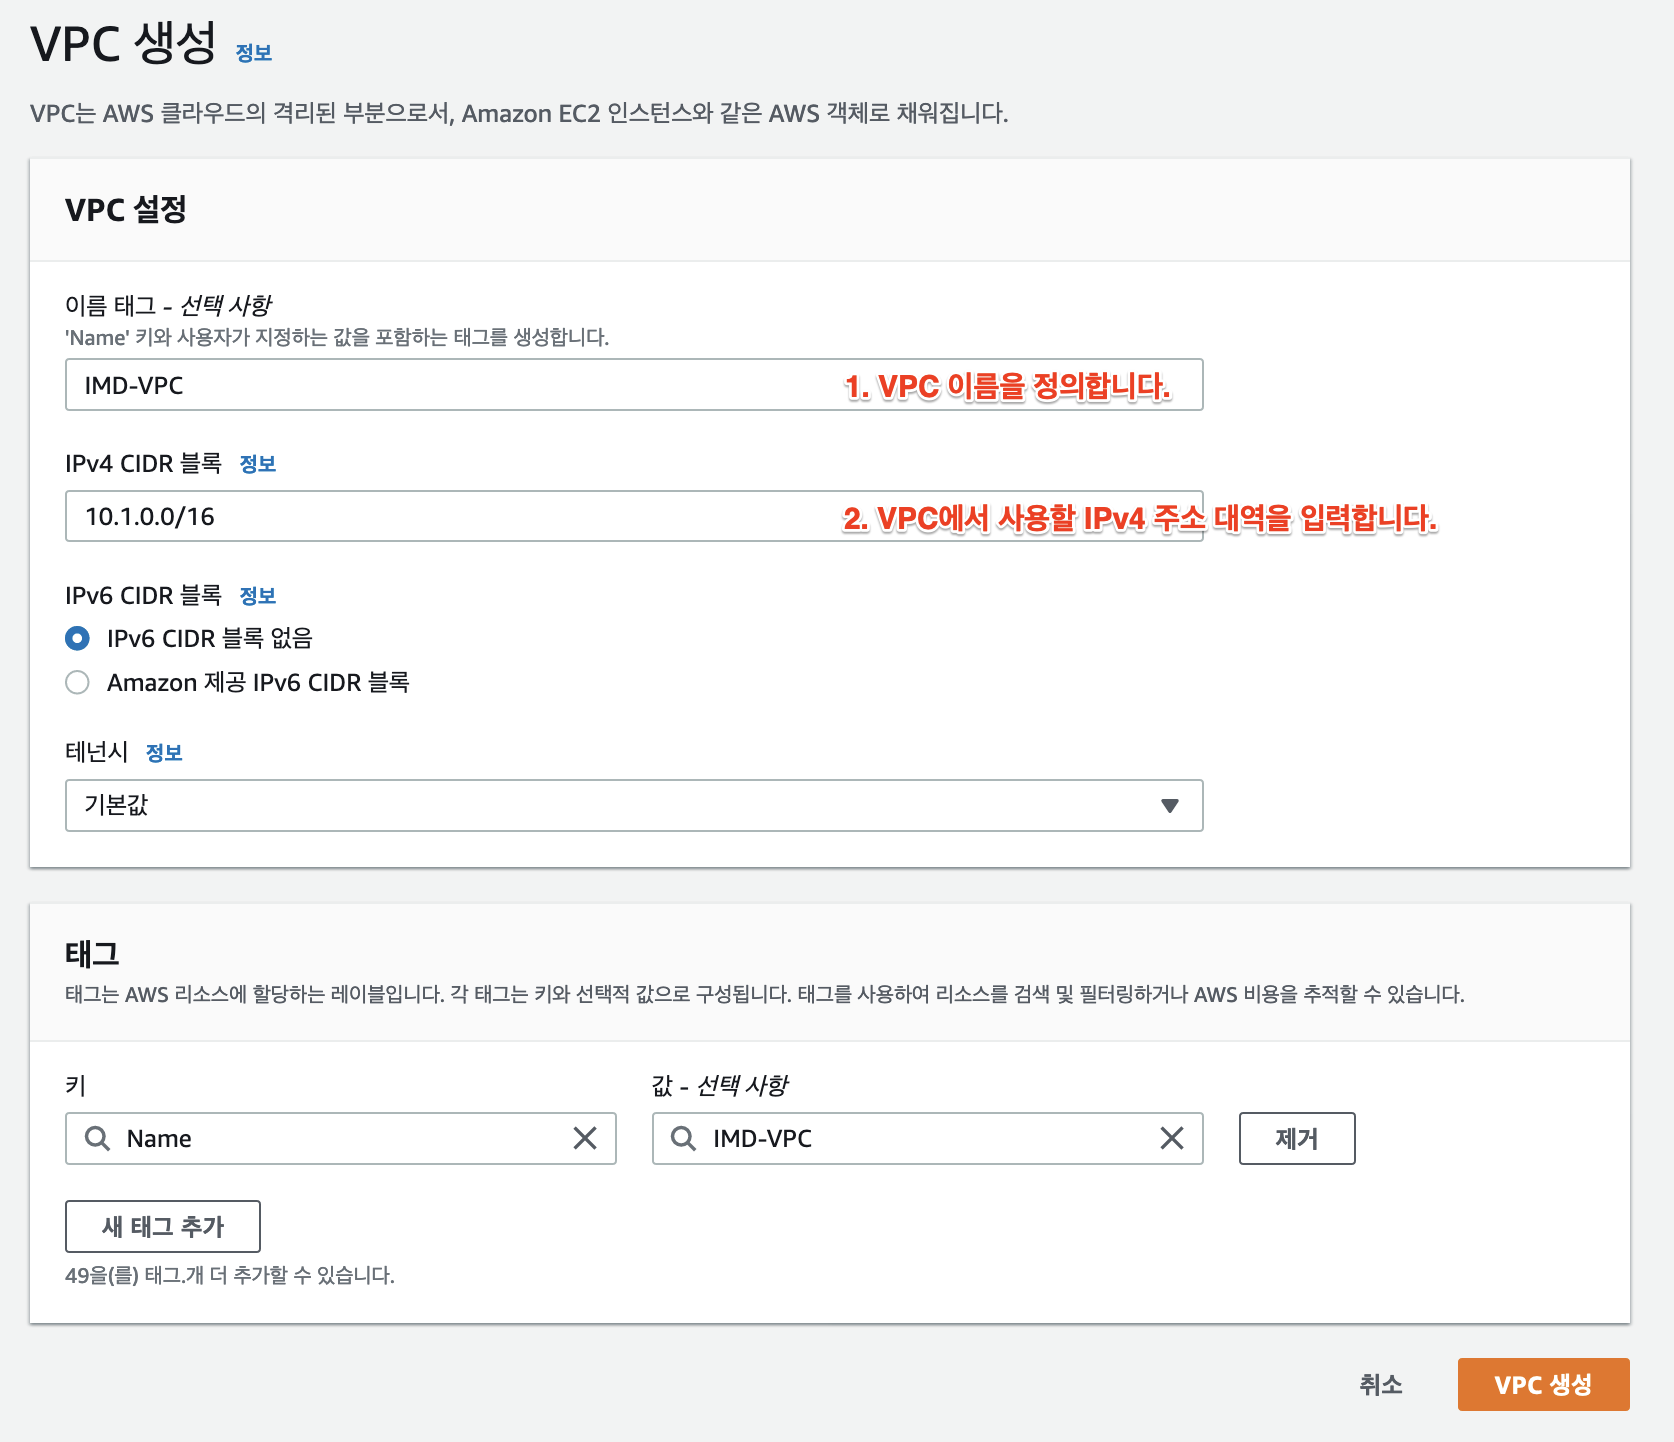 VPC 생성 정보
VPC는 AWS 클라우드의 격리된 부분으로서, Amazon EC2 인스턴스와 같은 AWS 객체로 채워집니다.
VPC 설정
이름 태그 - 선택 사항
'Name' 키와 사용자가 지정하는 값을 포함하는 태그를 생성합니다.
IMD-VPC 1. VPC 이름을 정의합니다.
IPv4 CIDR 블록 정보
10.1.0.0/16 2. VPC에서 사용할 IPv4 주소 대역을 입력합니다.
IPv6 CIDR 블록 정보
IPv6 CIDR 블록 없음
Amazon 제공 IPv6 CIDR 블록
테넌시 정보
기본값
태그
태그는 AWS 리소스에 할당하는 레이블입니다. 각 태그는 키와 선택적 값으로 구성됩니다. 태그를 사용하여 리소스를 검색 및 필터링하거나 AWS 비용을 추적할 수 있습니다.
키 값 - 선택 사항
Name IMD-VPC 제거
새 태그 추가
49을(를) 태그.개 더 추가할 수 있습니다.
취소 VPC 생성